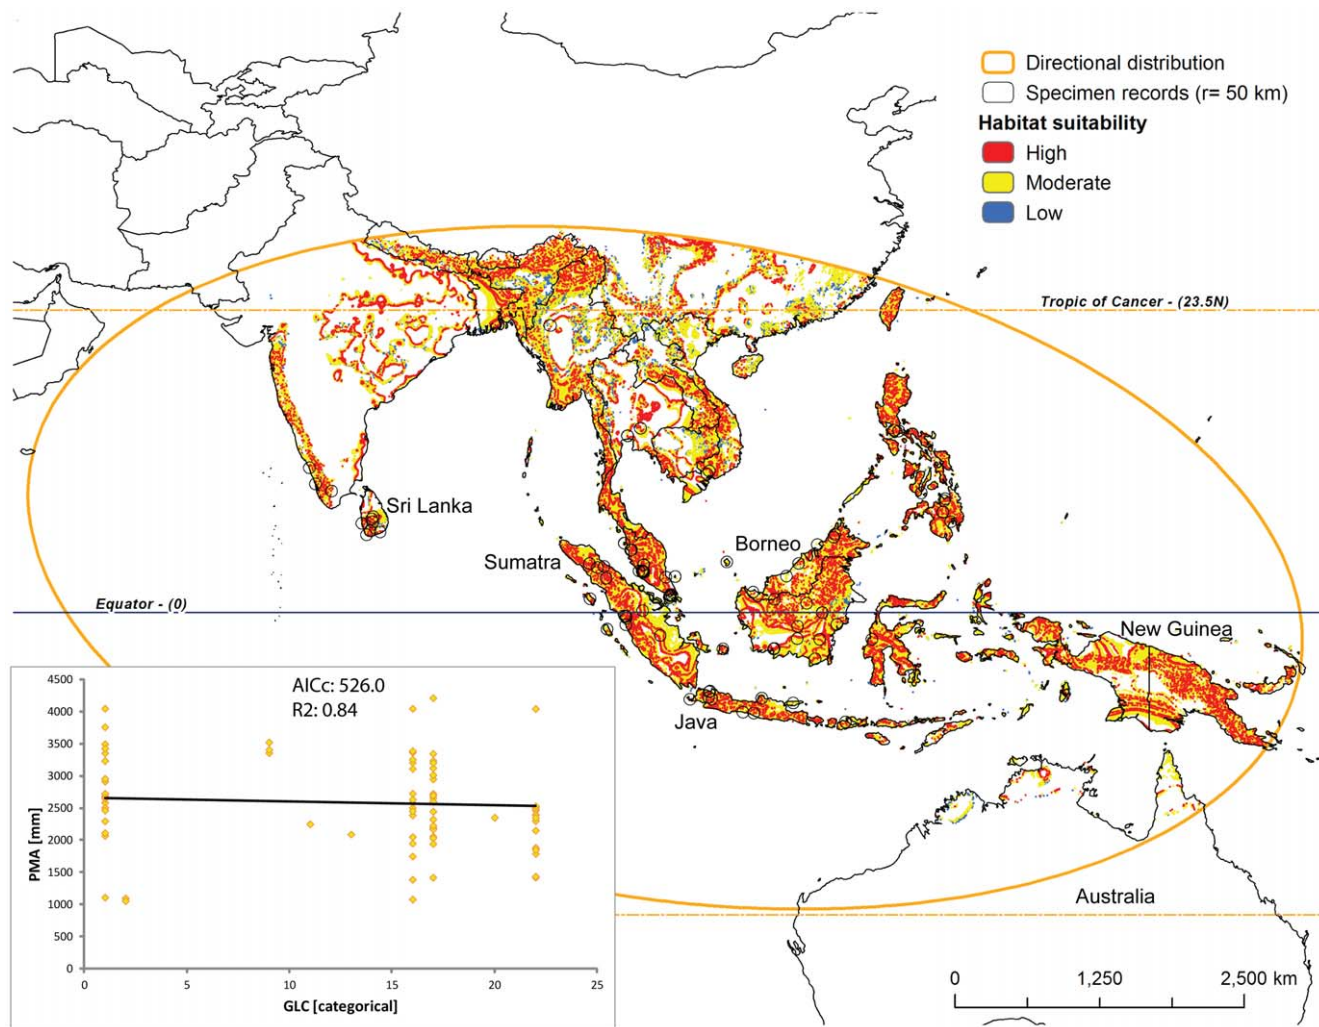 Directional distribution
Specimen records (r= 50 km)
Habitat suitability
High
Moderate
Low
Tropic of Cancer - (23.5N)
Sri Lanka
Sumatra
Borneo
Equator - (0)
New Guinea
Java
Australia
0 1,250 2,500 km
AICc: 526.0
R2: 0.84
PMA [mm]
4500
4000
3500
3000
2500
2000
1500
1000
500
0
0 5 10 15 20 25
GLC [categorical]